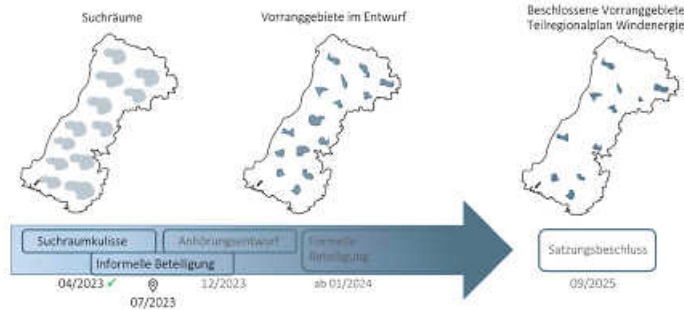 Suchräume
Vorranggebiete im Entwurf
Beschlossene Vorranggebiete
Teilregionalplan Windenergie
Suchraumkulisse
Anhörungsentwurf
Formelle
Beteiligung
Informelle Beteiligung
Satzungsbeschluss
04/2023 ✓
07/2023
12/2023
ab 01/2024
09/2025